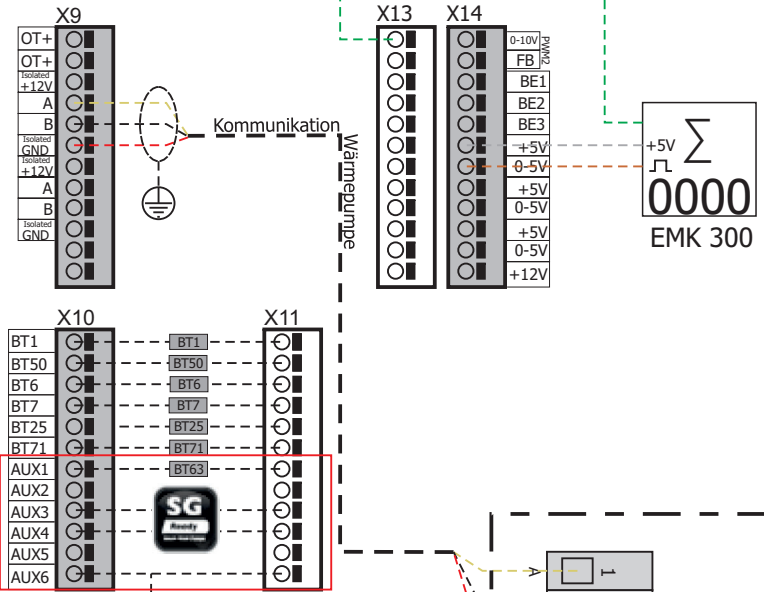 X9
OT+
OT+
Isolated
+12V
A
B
Isolated
GND
Isolated
+12V
A
B
Isolated
GND
Kommunikation
Wärmepumpe
X13
X14
0-10V
PWM2
FB
BE1
BE2
BE3
+5V
0-5V
+5V
0-5V
+5V
0-5V
+12V
+5V
Σ
0000
EMK 300
X10
X11
BT1
BT1
BT50
BT50
BT6
BT6
BT7
BT7
BT25
BT25
BT71
BT71
AUX1
BT63
AUX2
AUX3
AUX4
AUX5
AUX6
SG
Ready
A
1